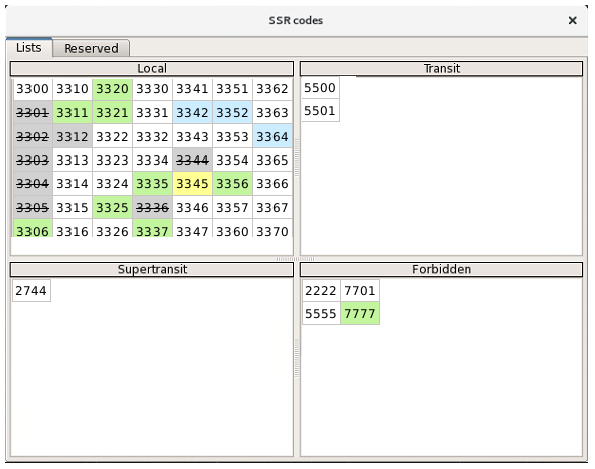 SSR codes
Lists Reserved
Local
3300 3310 3320 3330 3341 3351 3362
3301 3311 3321 3331 3342 3352 3363
3302 3312 3322 3332 3343 3353 3364
3303 3313 3323 3334 3344 3354 3365
3304 3314 3324 3335 3345 3356 3366
3305 3315 3325 3336 3346 3357 3367
3306 3316 3326 3337 3347 3360 3370
Transit
5500
5501
Supertransit
2744
Forbidden
2222 7701
5555 7777